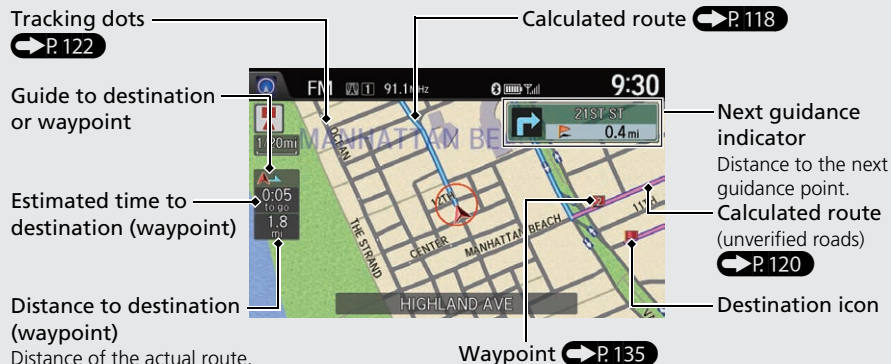 Tracking dots
P. 122
Calculated route P. 118
Guide to destination
or waypoint
Estimated time to
destination (waypoint)
Distance to destination
(waypoint)
Distance of the actual route.
FM 1 91.1MHz 9:30
21ST ST
0.4 mi
1/20mi
MANHATTAN BE
OCEAN
0:05
to go
1.8
mi
12TH
11TH
THE STRAND
CENTER
MANHATTAN BEACH
HIGHLAND AVE
Next guidance
indicator
Distance to the next
guidance point.
Calculated route
(unverified roads)
P. 120
Destination icon
Waypoint P. 135